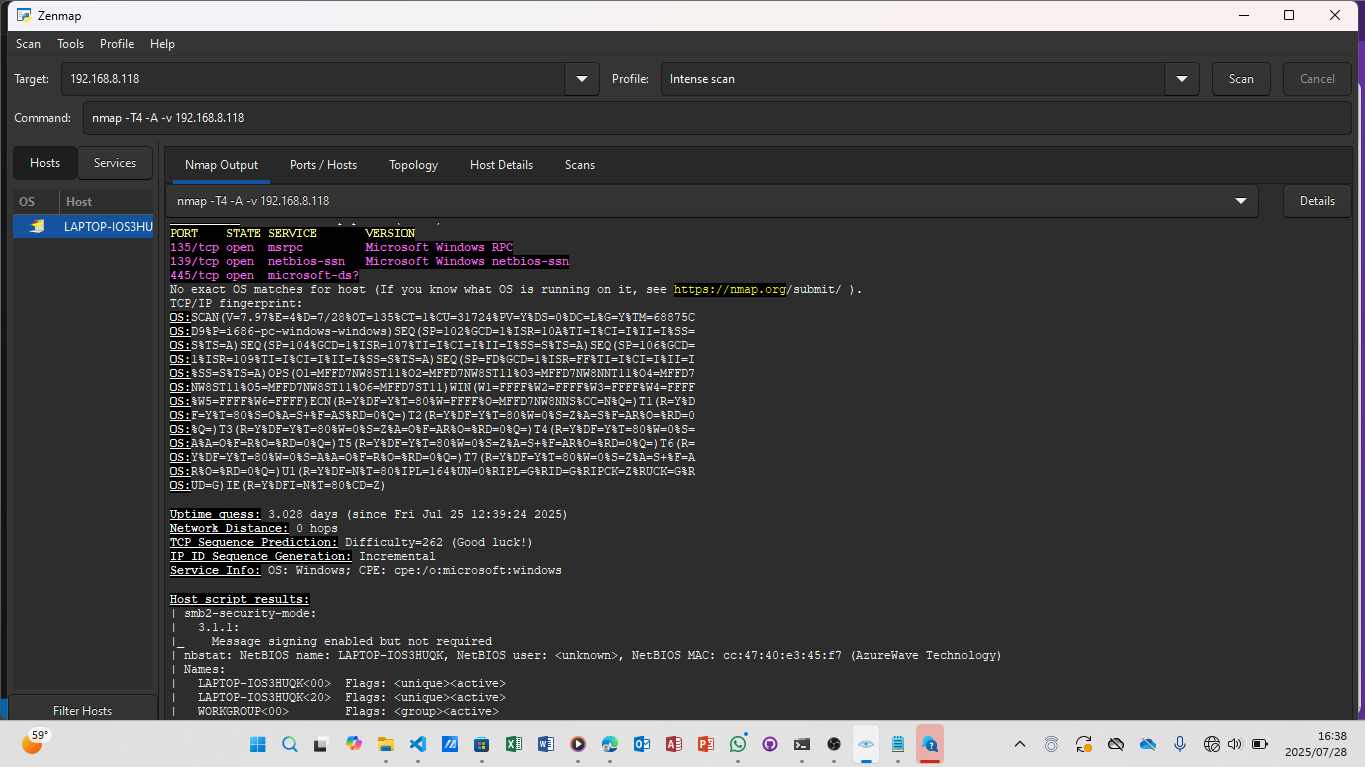 Zenmap
Scan Tools Profile Help
Target: 192.168.8.118 Profile: Intense scan Scan Cancel
Command: nmap -T4 -A -v 192.168.8.118
Hosts Services
Nmap Output Ports / Hosts Topology Host Details Scans
OS Host
nmap -T4 -A -v 192.168.8.118 Details
LAPTOP-IOS3HU
PORT STATE SERVICE VERSION
135/tcp open msrpc Microsoft Windows RPC
139/tcp open netbios-ssn Microsoft Windows netbios-ssn
445/tcp open microsoft-ds?
No exact OS matches for host (If you know what OS is running on it, see https://nmap.org/submit/ ).
TCP/IP fingerprint:
OS:SCAN(V=7.97%E=4%D=7/28%OT=135%CT=1%CU=31724%PV=Y%DS=0%DC=L%G=Y%TM=68875C
OS:D9%P=i686-pc-windows-windows)SEQ(SP=102%GCD=1%ISR=10A%TI=I%CI=I%II=I%SS=
OS:S%TS=A)SEQ(SP=104%GCD=1%ISR=107%TI=I%CI=I%II=I%SS=S%TS=A)SEQ(SP=106%GCD=
OS:1%ISR=109%TI=I%CI=I%II=I%SS=S%TS=A)SEQ(SP=FD%GCD=1%ISR=FF%TI=I%CI=I%II=I
OS:%SS=S%TS=A)OPS(O1=MFFD7NW8ST11%O2=MFFD7NW8ST11%O3=MFFD7NW8NNT11%O4=MFFD7
OS:NW8ST11%O5=MFFD7NW8ST11%O6=MFFD7ST11)WIN(W1=FFFF%W2=FFFF%W3=FFFF%W4=FFFF
OS:%W5=FFFF%W6=FFFF)ECN(R=Y%DF=Y%T=80%W=FFFF%O=MFFD7NW8NNS%CC=N%Q=)T1(R=Y%D
OS:F=Y%T=80%S=O%A=S+%F=AS%RD=0%Q=)T2(R=Y%DF=Y%T=80%W=0%S=Z%A=S%F=AR%O=%RD=0
OS:%Q=)T3(R=Y%DF=Y%T=80%W=0%S=Z%A=O%F=AR%O=%RD=0%Q=)T4(R=Y%DF=Y%T=80%W=0%S=
OS:A%A=O%F=R%O=%RD=0%Q=)T5(R=Y%DF=Y%T=80%W=0%S=Z%A=S+%F=AR%O=%RD=0%Q=)T6(R=
OS:Y%DF=Y%T=80%W=0%S=A%A=O%F=R%O=%RD=0%Q=)T7(R=Y%DF=Y%T=80%W=0%S=Z%A=S+%F=A
OS:R%O=%RD=0%Q=)U1(R=Y%DF=N%T=80%IPL=164%UN=0%RIPL=G%RID=G%RIPCK=Z%RUCK=G%R
OS:UD=G)IE(R=Y%DFI=N%T=80%CD=Z)
Uptime guess: 3.028 days (since Fri Jul 25 12:39:24 2025)
Network Distance: 0 hops
TCP Sequence Prediction: Difficulty=262 (Good luck!)
IP ID Sequence Generation: Incremental
Service Info: OS: Windows; CPE: cpe:/o:microsoft:windows
Host script results:
| smb2-security-mode:
|   3.1.1:
|_    Message signing enabled but not required
| nbstat: NetBIOS name: LAPTOP-IOS3HUQK, NetBIOS user: <unknown>, NetBIOS MAC: cc:47:40:e3:45:f7 (AzureWave Technology)
| Names:
|   LAPTOP-IOS3HUQK<00>  Flags: <unique><active>
|   LAPTOP-IOS3HUQK<20>  Flags: <unique><active>
|   WORKGROUP<00>        Flags: <group><active>
Filter Hosts
59°
16:38
2025/07/28